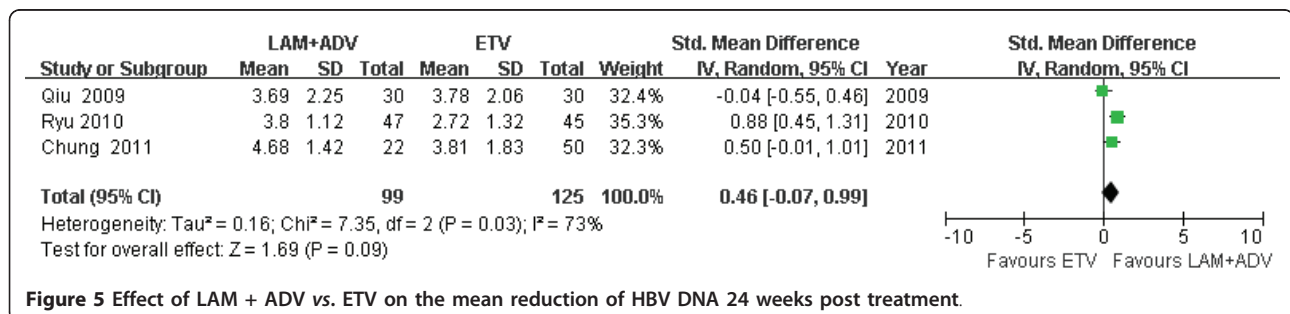 LAM+ADV ETV Std. Mean Difference Std. Mean Difference
Study or Subgroup Mean SD Total Mean SD Total Weight IV, Random, 95% CI Year IV, Random, 95% CI
Qiu 2009 3.69 2.25 30 3.78 2.06 30 32.4% -0.04 [-0.55, 0.46] 2009
Ryu 2010 3.8 1.12 47 2.72 1.32 45 35.3% 0.88 [0.45, 1.31] 2010
Chung 2011 4.68 1.42 22 3.81 1.83 50 32.3% 0.50 [-0.01, 1.01] 2011
Total (95% CI) 99 125 100.0% 0.46 [-0.07, 0.99]
Heterogeneity: Tau² = 0.16; Chi² = 7.35, df = 2 (P = 0.03); I² = 73%
Test for overall effect: Z = 1.69 (P = 0.09)
-10 -5 0 5 10
Favours ETV Favours LAM+ADV
Figure 5 Effect of LAM + ADV vs. ETV on the mean reduction of HBV DNA 24 weeks post treatment.